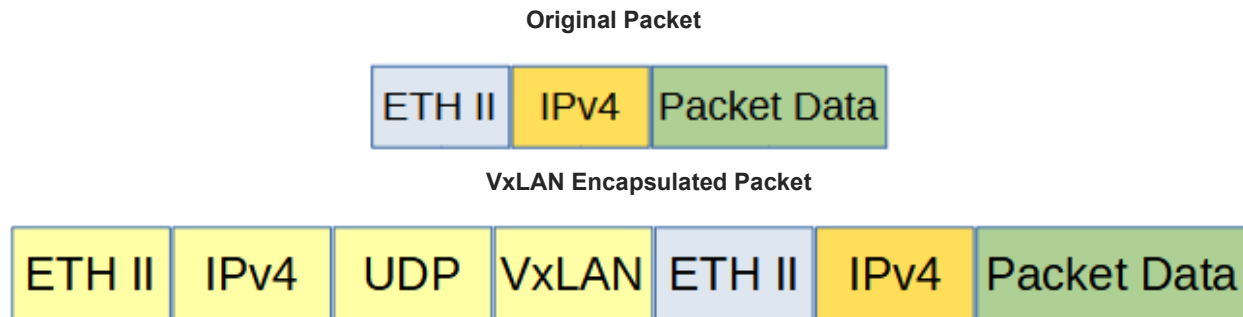 Original Packet
ETH II IPv4 Packet Data
VxLAN Encapsulated Packet
ETH II IPv4 UDP VxLAN ETH II IPv4 Packet Data